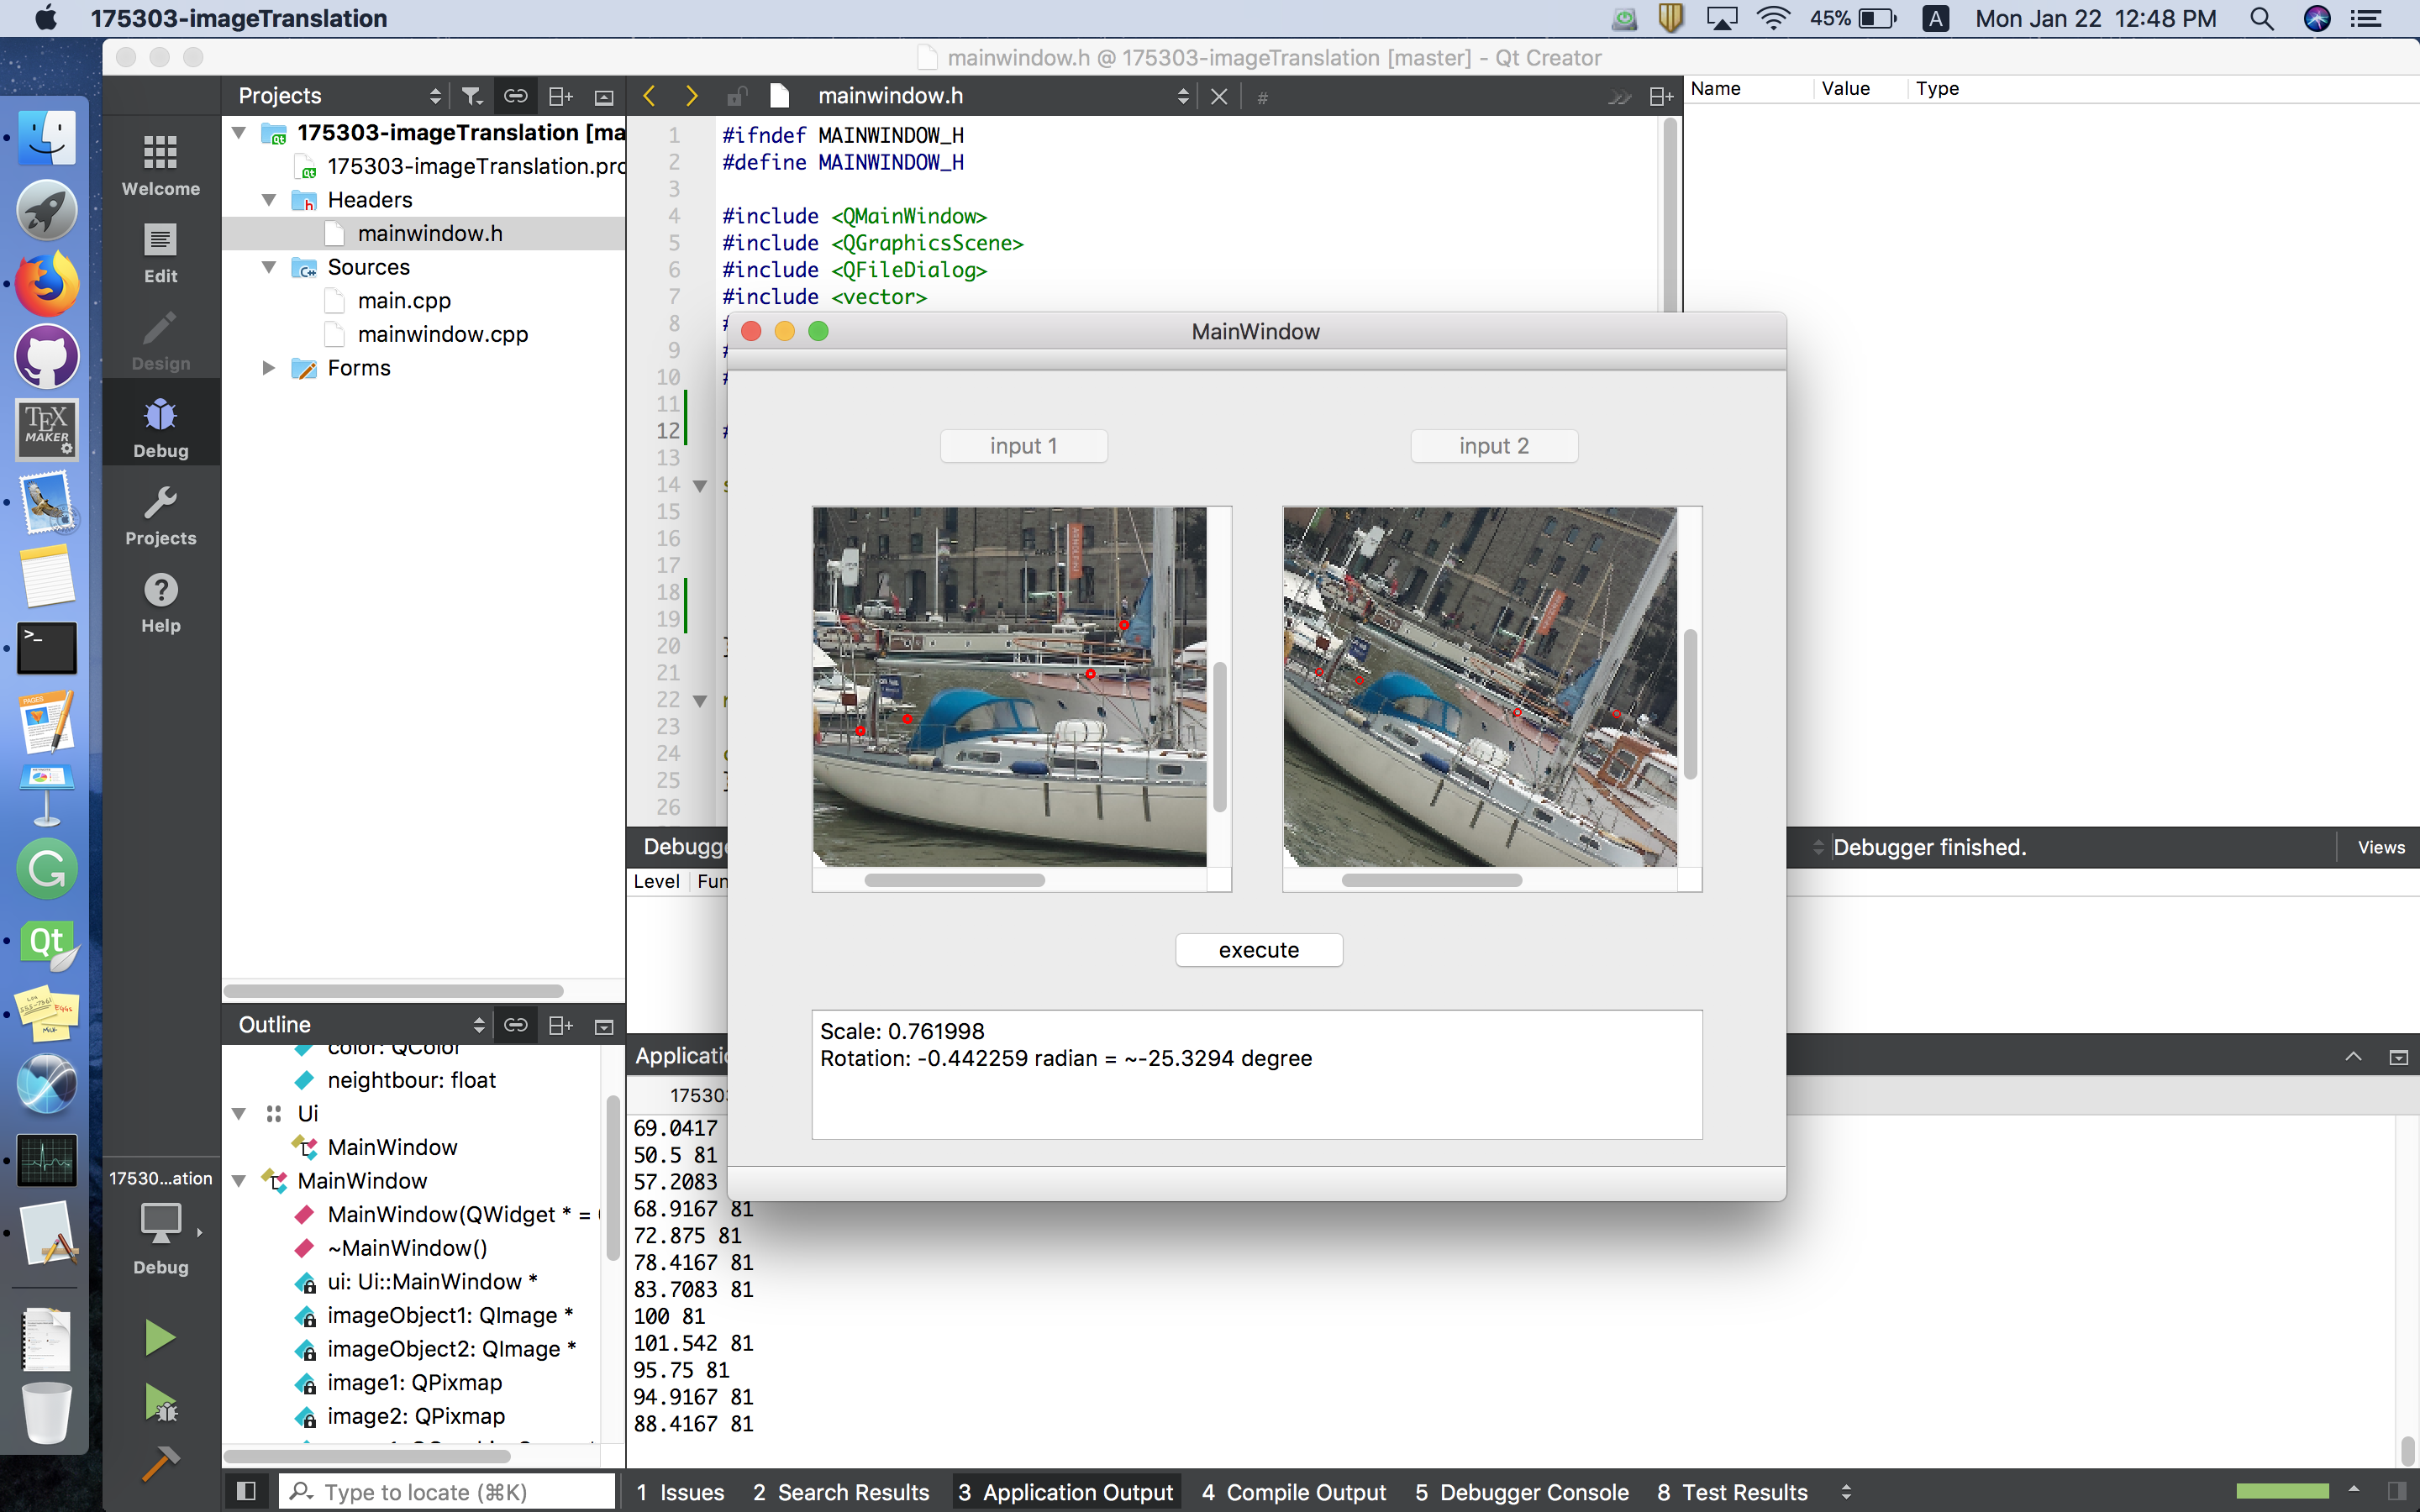 175303-imageTranslation
45%
A
Mon Jan 22 12:48 PM
mainwindow.h @ 175303-imageTranslation [master] - Qt Creator
Projects
mainwindow.h
#
Name Value Type
Welcome
Edit
Design
Debug
Projects
Help
175303-imageTranslation [ma
175303-imageTranslation.pro
Headers
mainwindow.h
Sources
main.cpp
mainwindow.cpp
Forms
1 #ifndef MAINWINDOW_H
2 #define MAINWINDOW_H
3
4 #include <QMainWindow>
5 #include <QGraphicsScene>
6 #include <QFileDialog>
7 #include <vector>
8 #
9 #
10 #
11
12 #
13
14 s
15
16
17
18
19
20 }
21
22
23
24
25 }
26
MainWindow
input 1
input 2
execute
Scale: 0.761998
Rotation: -0.442259 radian = ~-25.3294 degree
Debugge
Debugger finished.
Views
Level Fun
Outline
color: QColor
neightbour: float
Ui
MainWindow
MainWindow
MainWindow(QWidget * = 
~MainWindow()
ui: Ui::MainWindow *
imageObject1: QImage *
imageObject2: QImage *
image1: QPixmap
image2: QPixmap
Applicatio
17530
69.0417
50.5 81
57.2083
68.9167 81
72.875 81
78.4167 81
83.7083 81
100 81
101.542 81
95.75 81
94.9167 81
88.4167 81
17530...ation
Debug
Type to locate (⌘K)
1 Issues
2 Search Results
3 Application Output
4 Compile Output
5 Debugger Console
8 Test Results
TEX
MAKER
>_
PAGES
Qt
EGGS
MILK